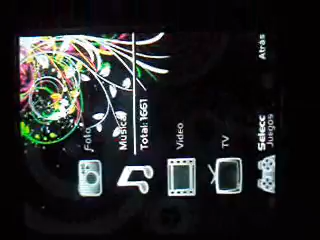 Foto
Música
Total: 1661
Video
TV
Juegos
Selecc
Atrás